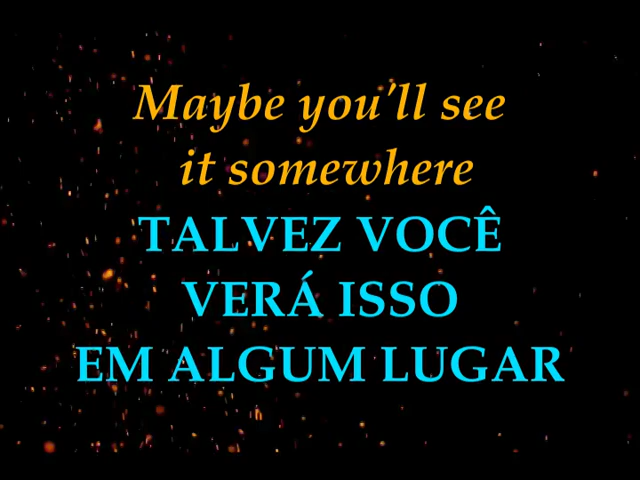 Maybe you'll see
it somewhere
TALVEZ VOCÊ
VERÁ ISSO
EM ALGUM LUGAR